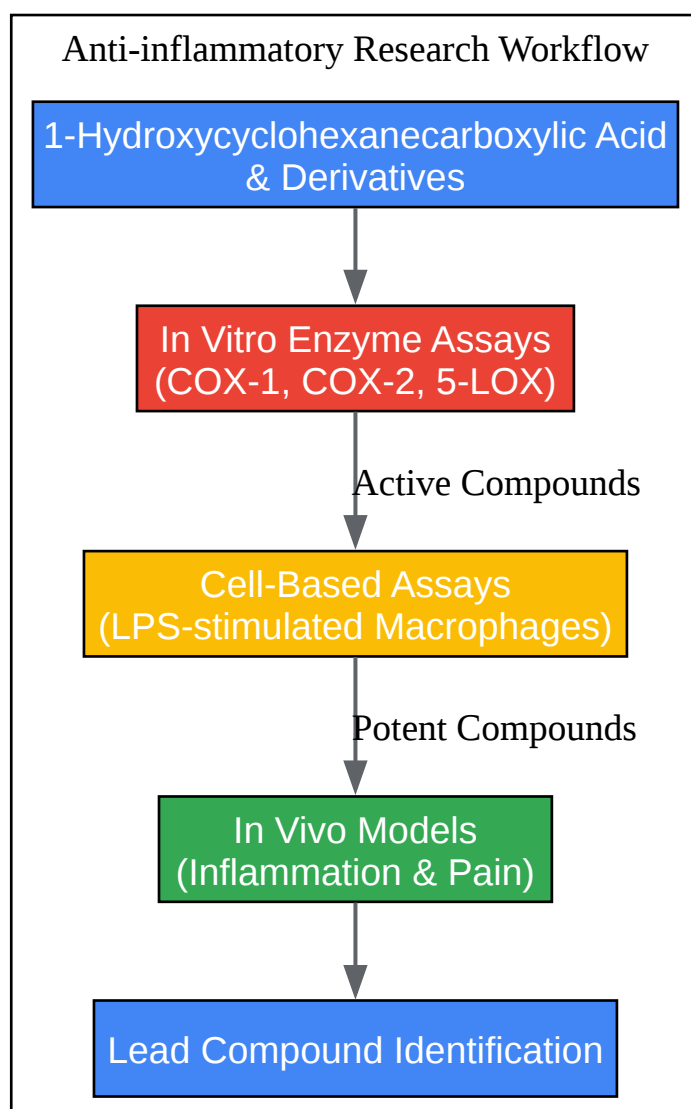 Anti-inflammatory Research Workflow
1-Hydroxycyclohexanecarboxylic Acid
& Derivatives
In Vitro Enzyme Assays
(COX-1, COX-2, 5-LOX)
Active Compounds
Cell-Based Assays
(LPS-stimulated Macrophages)
Potent Compounds
In Vivo Models
(Inflammation & Pain)
Lead Compound Identification